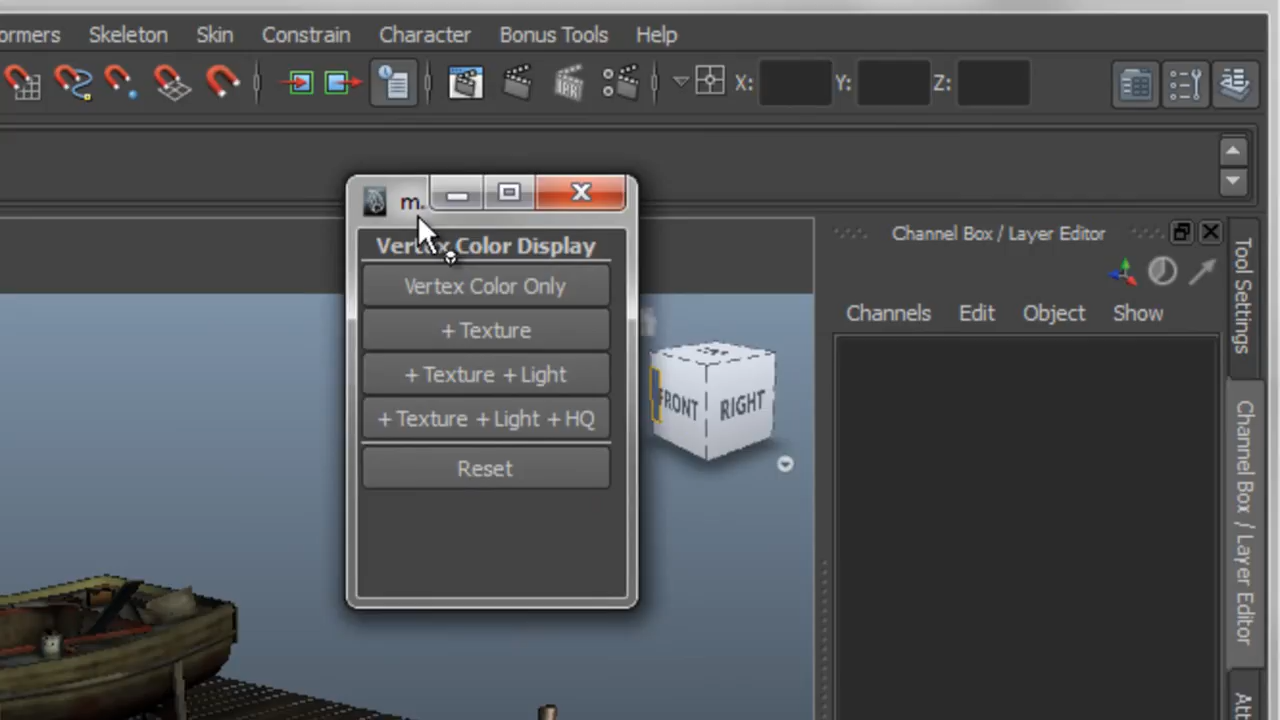 ormers Skeleton Skin Constrain Character Bonus Tools Help
X: Y: Z:
m.
Vertex Color Display
Vertex Color Only
+ Texture
+ Texture + Light
+ Texture + Light + HQ
Reset
FRONT RIGHT
Channel Box / Layer Editor
Channels Edit Object Show
Tool Settings
Channel Box / Layer Editor
Att